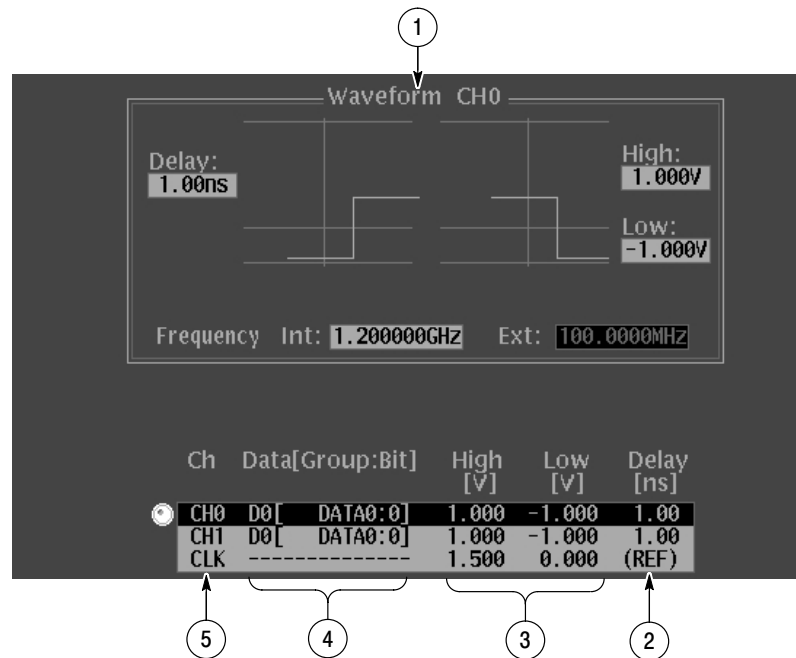 1
Waveform CH0
Delay:
1.00ns
High:
1.000V
Low:
-1.000V
Frequency Int: 1.200000GHz Ext: 100.0000MHz
Ch Data[Group:Bit] High [V] Low [V] Delay [ns]
CH0 D0[ DATA0:0] 1.000 -1.000 1.00
CH1 D0[ DATA0:0] 1.000 -1.000 1.00
CLK -------------- 1.500 0.000 (REF)
5 4 3 2